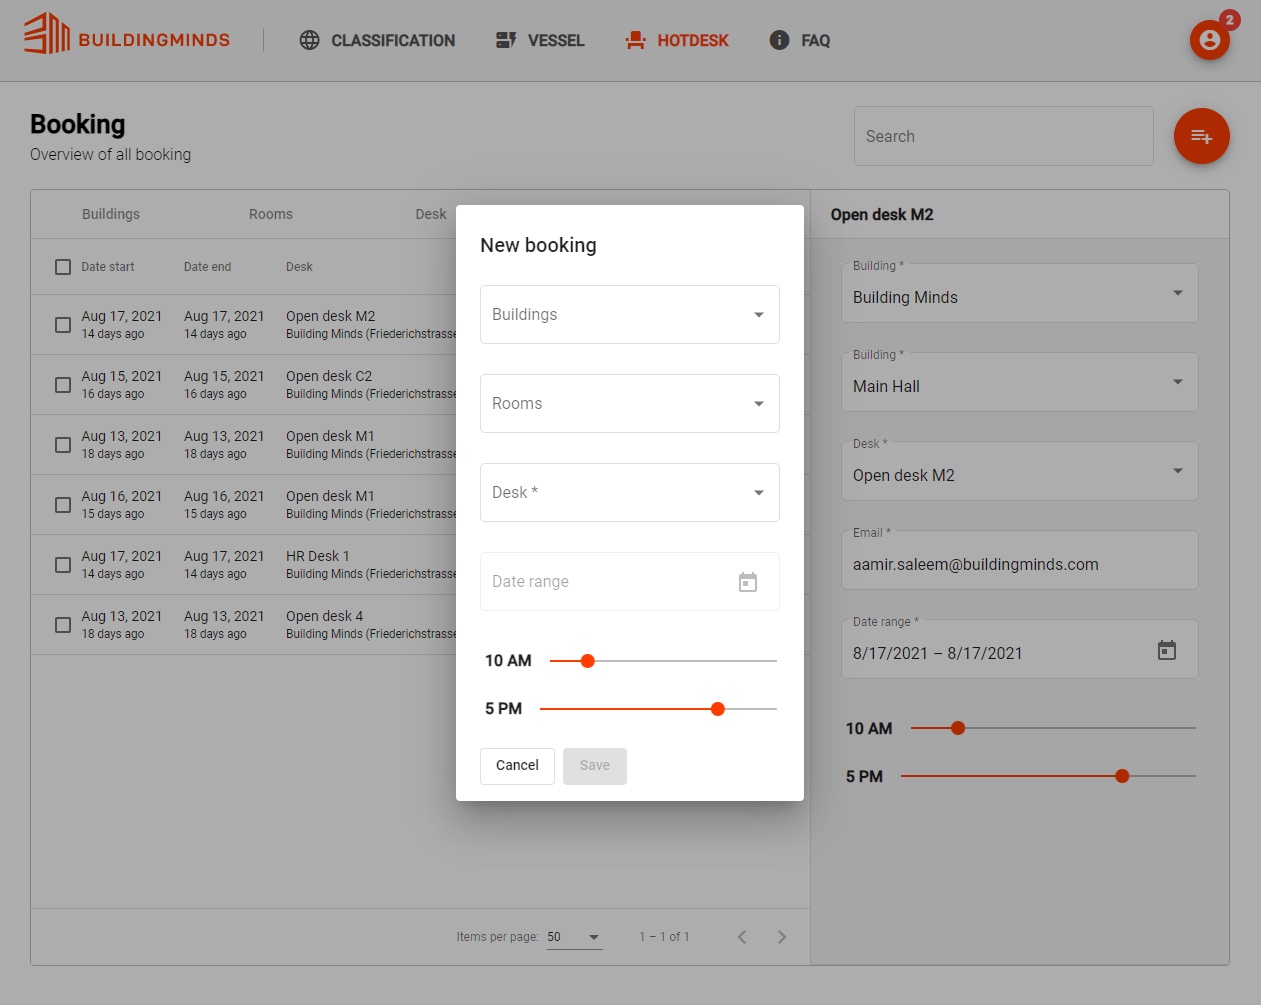 BUILDINGMINDS
CLASSIFICATION
VESSEL
HOTDESK
FAQ
2
Booking
Overview of all booking
Search
Buildings
Rooms
Desk
Date start
Date end
Desk
Aug 17, 2021
Aug 17, 2021
Open desk M2
14 days ago
14 days ago
Building Minds (Friederichstrasse
Aug 15, 2021
Aug 15, 2021
Open desk C2
16 days ago
16 days ago
Building Minds (Friederichstrasse
Aug 13, 2021
Aug 13, 2021
Open desk M1
18 days ago
18 days ago
Building Minds (Friederichstrasse
Aug 16, 2021
Aug 16, 2021
Open desk M1
15 days ago
15 days ago
Building Minds (Friederichstrasse
Aug 17, 2021
Aug 17, 2021
HR Desk 1
14 days ago
14 days ago
Building Minds (Friederichstrasse
Aug 13, 2021
Aug 13, 2021
Open desk 4
18 days ago
18 days ago
Building Minds (Friederichstrasse
Items per page:
50
1 – 1 of 1
New booking
Buildings
Rooms
Desk *
Date range
10 AM
5 PM
Cancel
Save
Open desk M2
Building *
Building Minds
Building *
Main Hall
Desk *
Open desk M2
Email *
aamir.saleem@buildingminds.com
Date range *
8/17/2021 – 8/17/2021
10 AM
5 PM